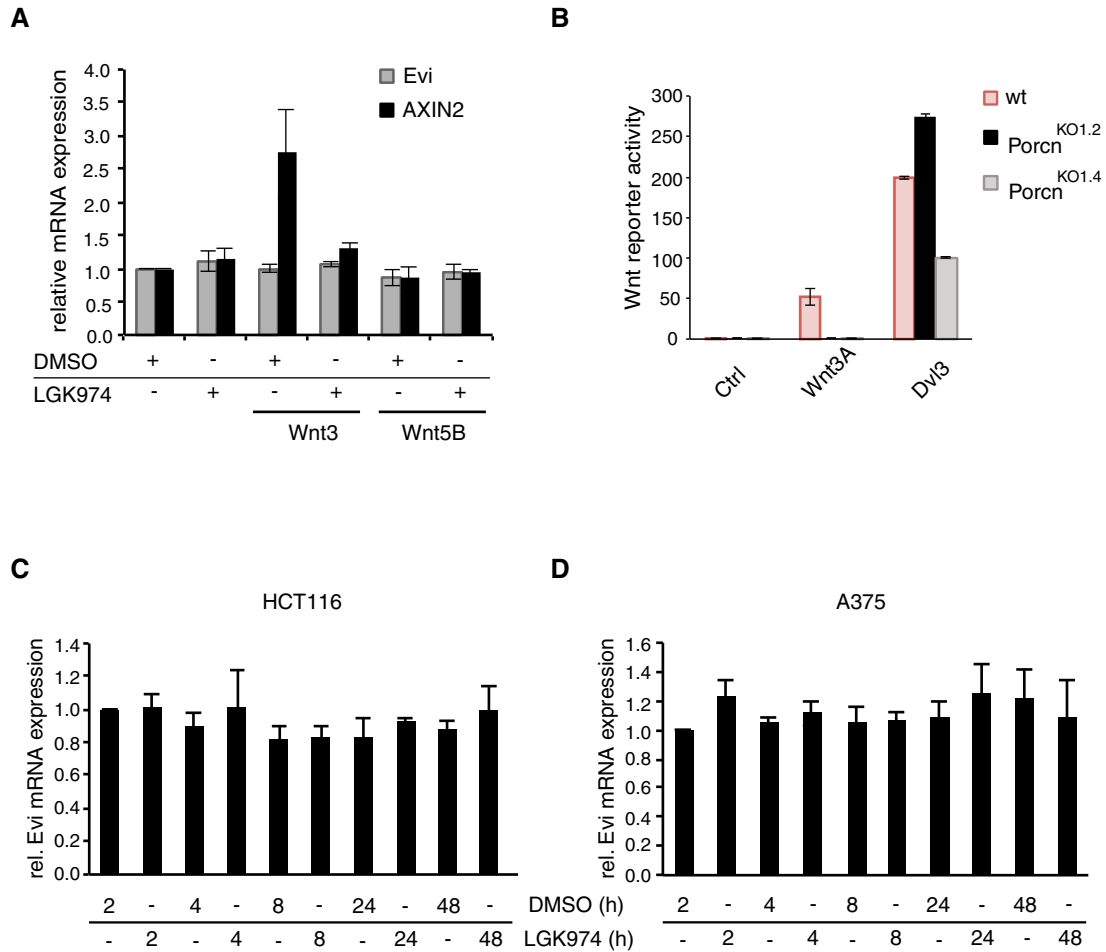 A
relative mRNA expression
4.0
3.5
3.0
2.5
2.0
1.5
1.0
0.5
0.0
Evi
AXIN2
DMSO + - + - + -
LGK974 - + - + - +
Wnt3 Wnt5B
B
Wnt reporter activity
300
250
200
150
100
50
0
wt
Porcn KO1.2
Porcn KO1.4
Ctrl Wnt3A Dvl3
C
HCT116
rel. Evi mRNA expression
1.4
1.2
1.0
0.8
0.6
0.4
0.2
0.0
2 - 4 - 8 - 24 - 48 -
- 2 - 4 - 8 - 24 - 48
DMSO (h)
LGK974 (h)
D
A375
rel. Evi mRNA expression
1.6
1.4
1.2
1.0
0.8
0.6
0.4
0.2
0.0
2 - 4 - 8 - 24 - 48 -
- 2 - 4 - 8 - 24 - 48